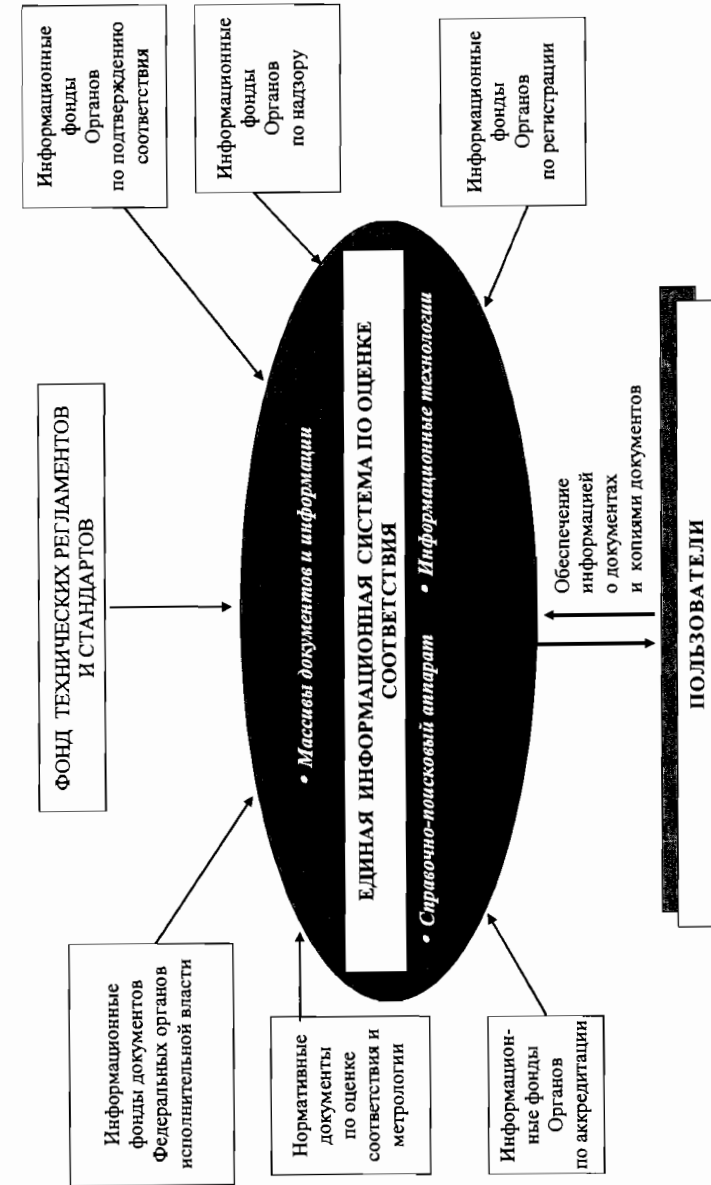 ФОНД ТЕХНИЧЕСКИХ РЕГЛАМЕНТОВ
И СТАНДАРТОВ
Информационные
фонды документов
Федеральных органов
исполнительной власти
Информационные
фонды
Органов
по подтверждению
соответствия
Нормативные
документы
по оценке
соответствия и
метрологии
Информационные
фонды
Органов
по надзору
• Массивы документов и информации
ЕДИНАЯ ИНФОРМАЦИОННАЯ СИСТЕМА ПО ОЦЕНКЕ
СООТВЕТСТВИЯ
• Справочно-поисковый аппарат • Информационные технологии
Информацион-
ные фонды
Органов
по аккредитации
Информационные
фонды
Органов
по регистрации
Обеспечение
информацией
о документах
и копиями документов
ПОЛЬЗОВАТЕЛИ